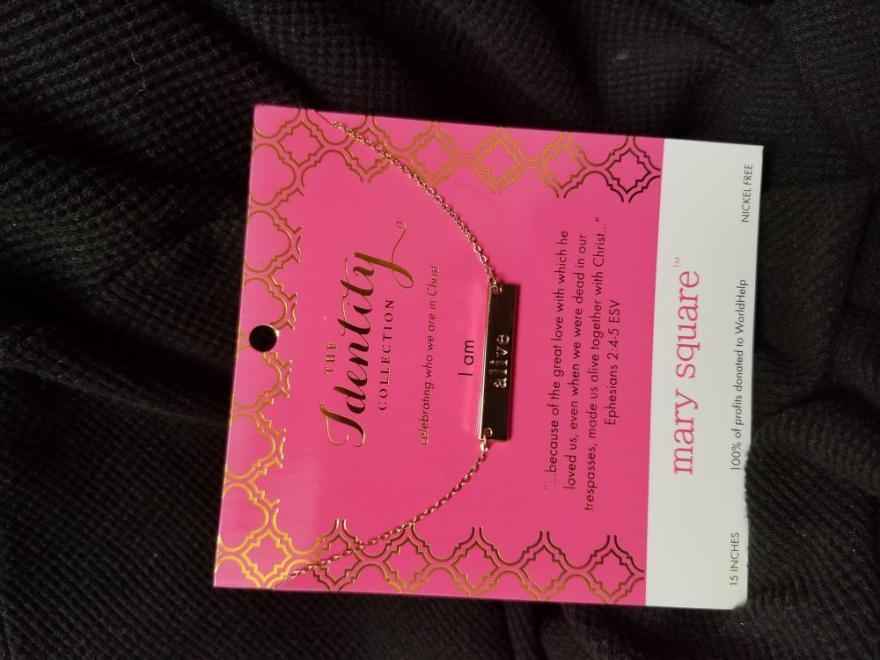 THE
Identity
COLLECTION
celebrating who we are in Christ
I am
alive
"...because of the great love with which he
loved us, even when we were dead in our
trespasses, made us alive together with Christ..."
Ephesians 2:4-5 ESV
mary square™
15 INCHES 100% of profits donated to WorldHelp NICKEL FREE